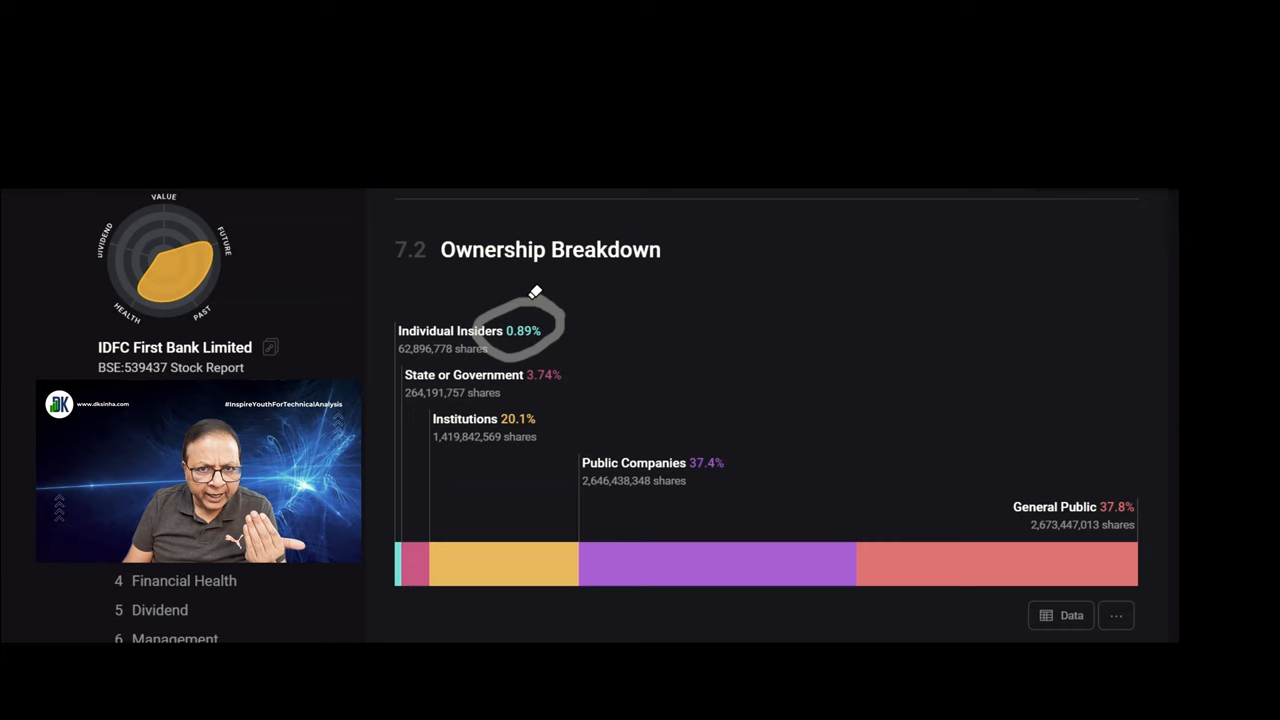 VALUE
FUTURE
PAST
HEALTH
DIVIDEND
IDFC First Bank Limited
BSE:539437 Stock Report
DK
www.dksinha.com
#InspireYouthForTechnicalAnalysis
4 Financial Health
5 Dividend
6 Management
7.2 Ownership Breakdown
Individual Insiders 0.89%
62,896,778 shares
State or Government 3.74%
264,191,757 shares
Institutions 20.1%
1,419,842,569 shares
Public Companies 37.4%
2,646,438,348 shares
General Public 37.8%
2,673,447,013 shares
Data
...